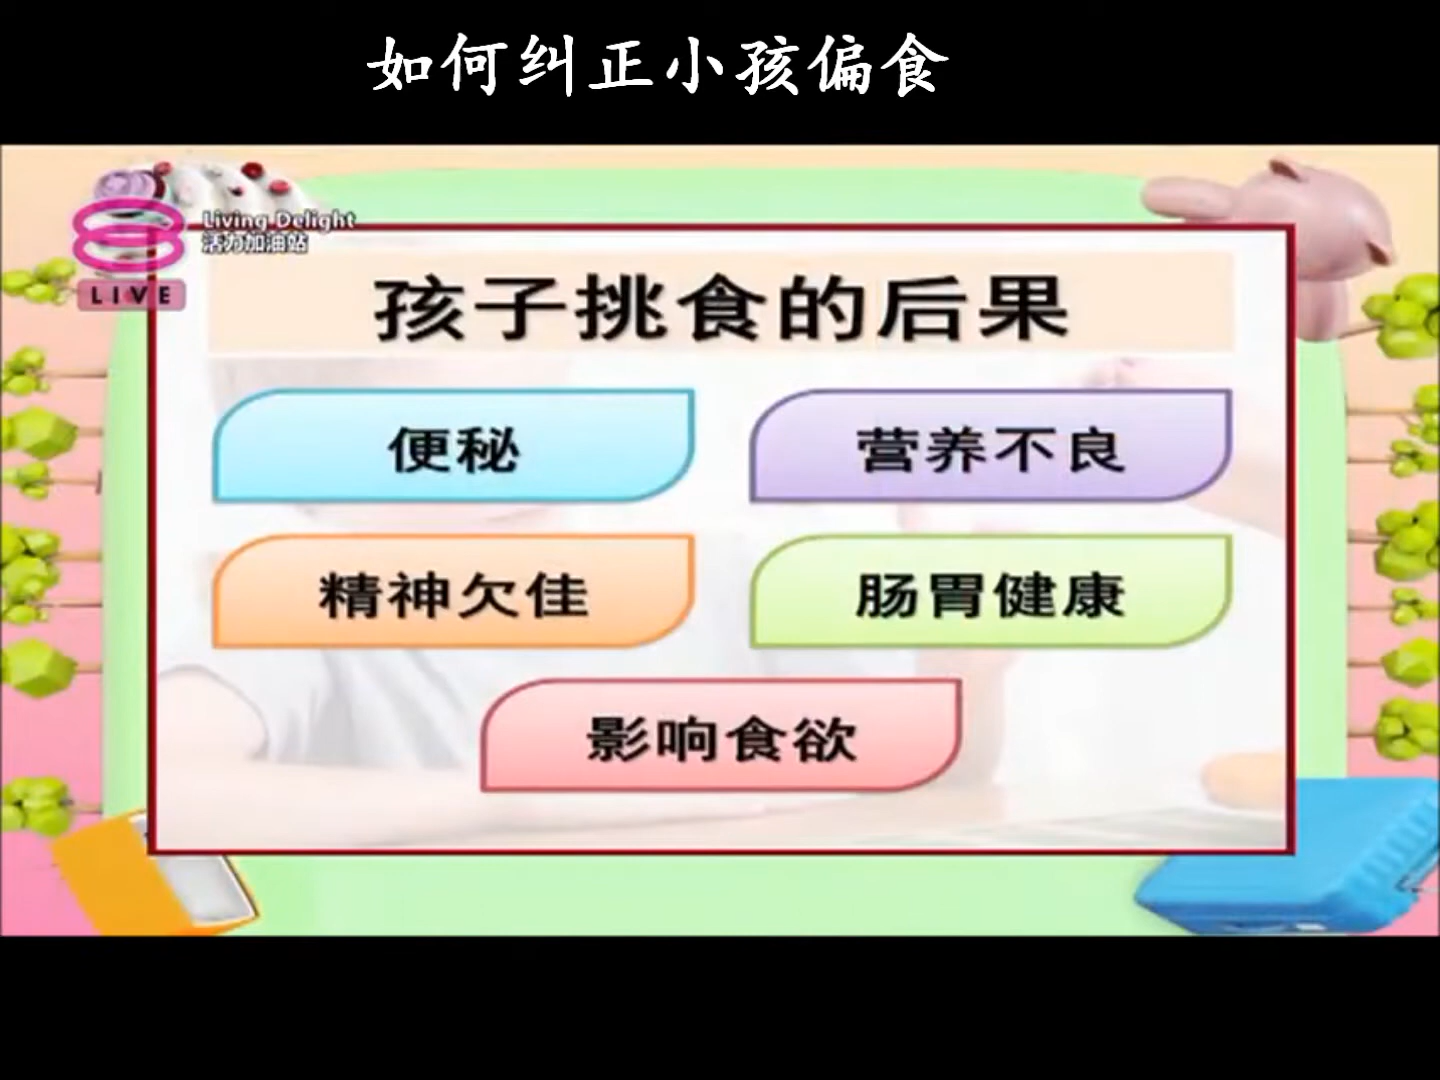 如何纠正小孩偏食
Living Delight
活力加油站
LIVE
孩子挑食的后果
便秘
营养不良
精神欠佳
肠胃健康
影响食欲